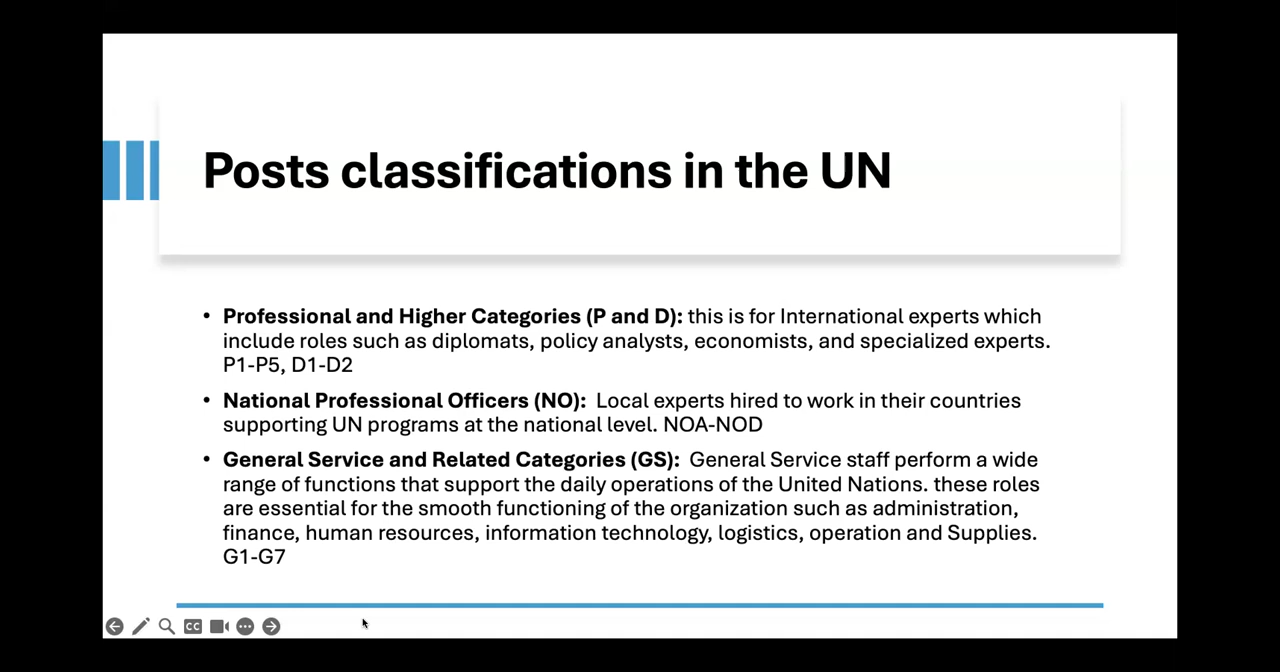 Posts classifications in the UN
• Professional and Higher Categories (P and D): this is for International experts which
include roles such as diplomats, policy analysts, economists, and specialized experts.
P1-P5, D1-D2
• National Professional Officers (NO):  Local experts hired to work in their countries
supporting UN programs at the national level. NOA-NOD
• General Service and Related Categories (GS):  General Service staff perform a wide
range of functions that support the daily operations of the United Nations. these roles
are essential for the smooth functioning of the organization such as administration,
finance, human resources, information technology, logistics, operation and Supplies.
G1-G7
CC